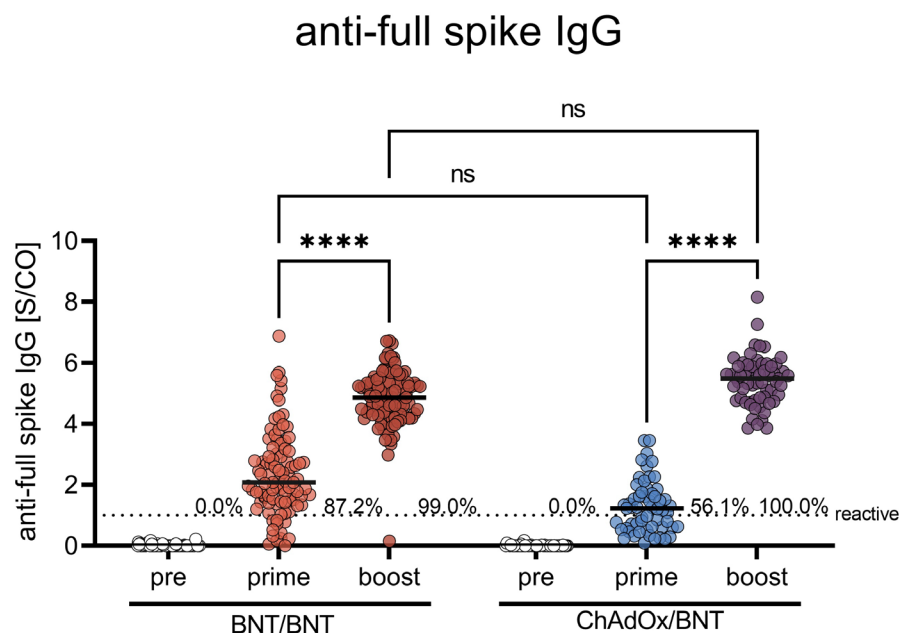 anti-full spike IgG
ns
ns
**** ****
anti-full spike IgG [S/CO]
10
8
6
4
2
0
0.0% 87.2% 99.0% 0.0% 56.1% 100.0% reactive
pre prime boost pre prime boost
BNT/BNT ChAdOx/BNT